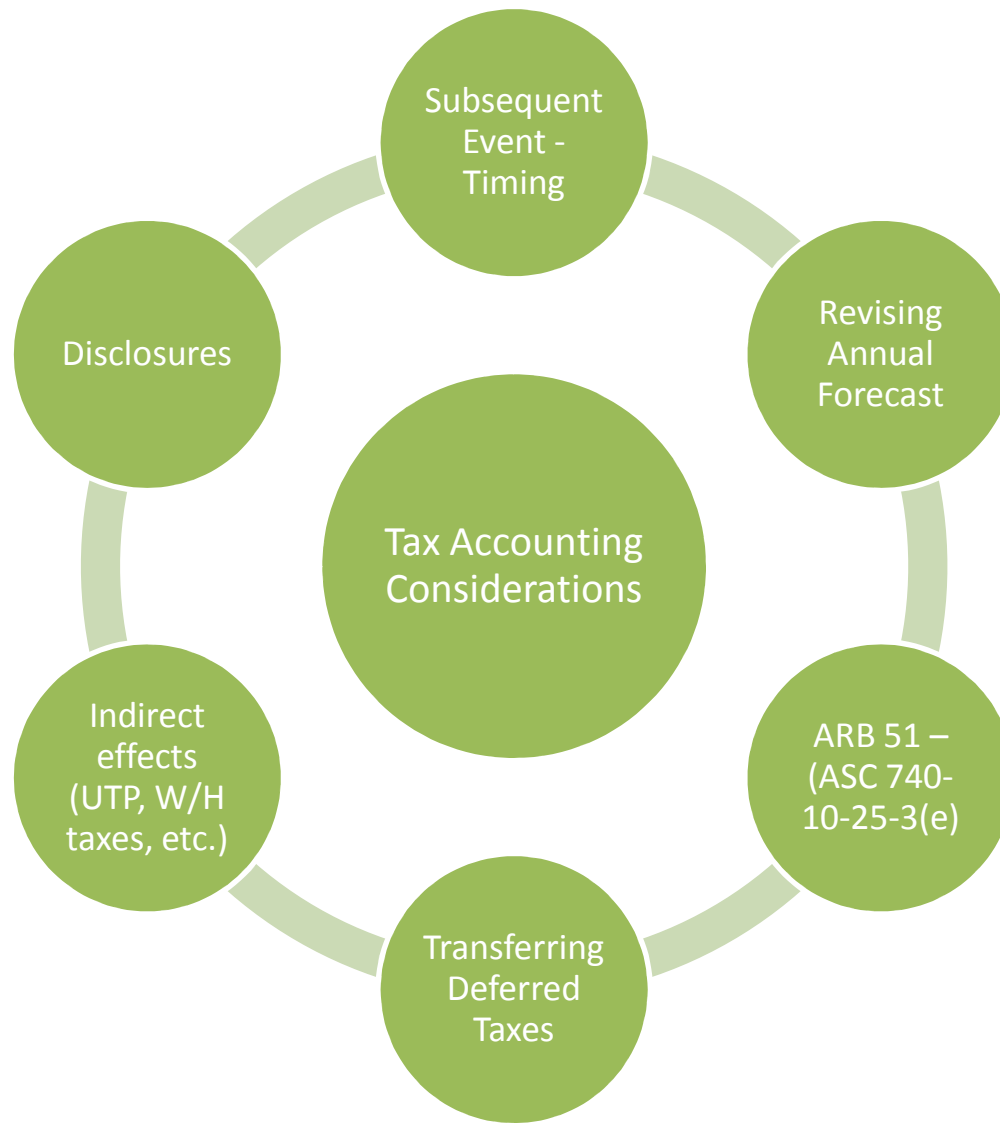 Subsequent
Event -
Timing
Revising
Annual
Forecast
ARB 51 –
(ASC 740-
10-25-3(e)
Transferring
Deferred
Taxes
Indirect
effects
(UTP, W/H
taxes, etc.)
Disclosures
Tax Accounting
Considerations